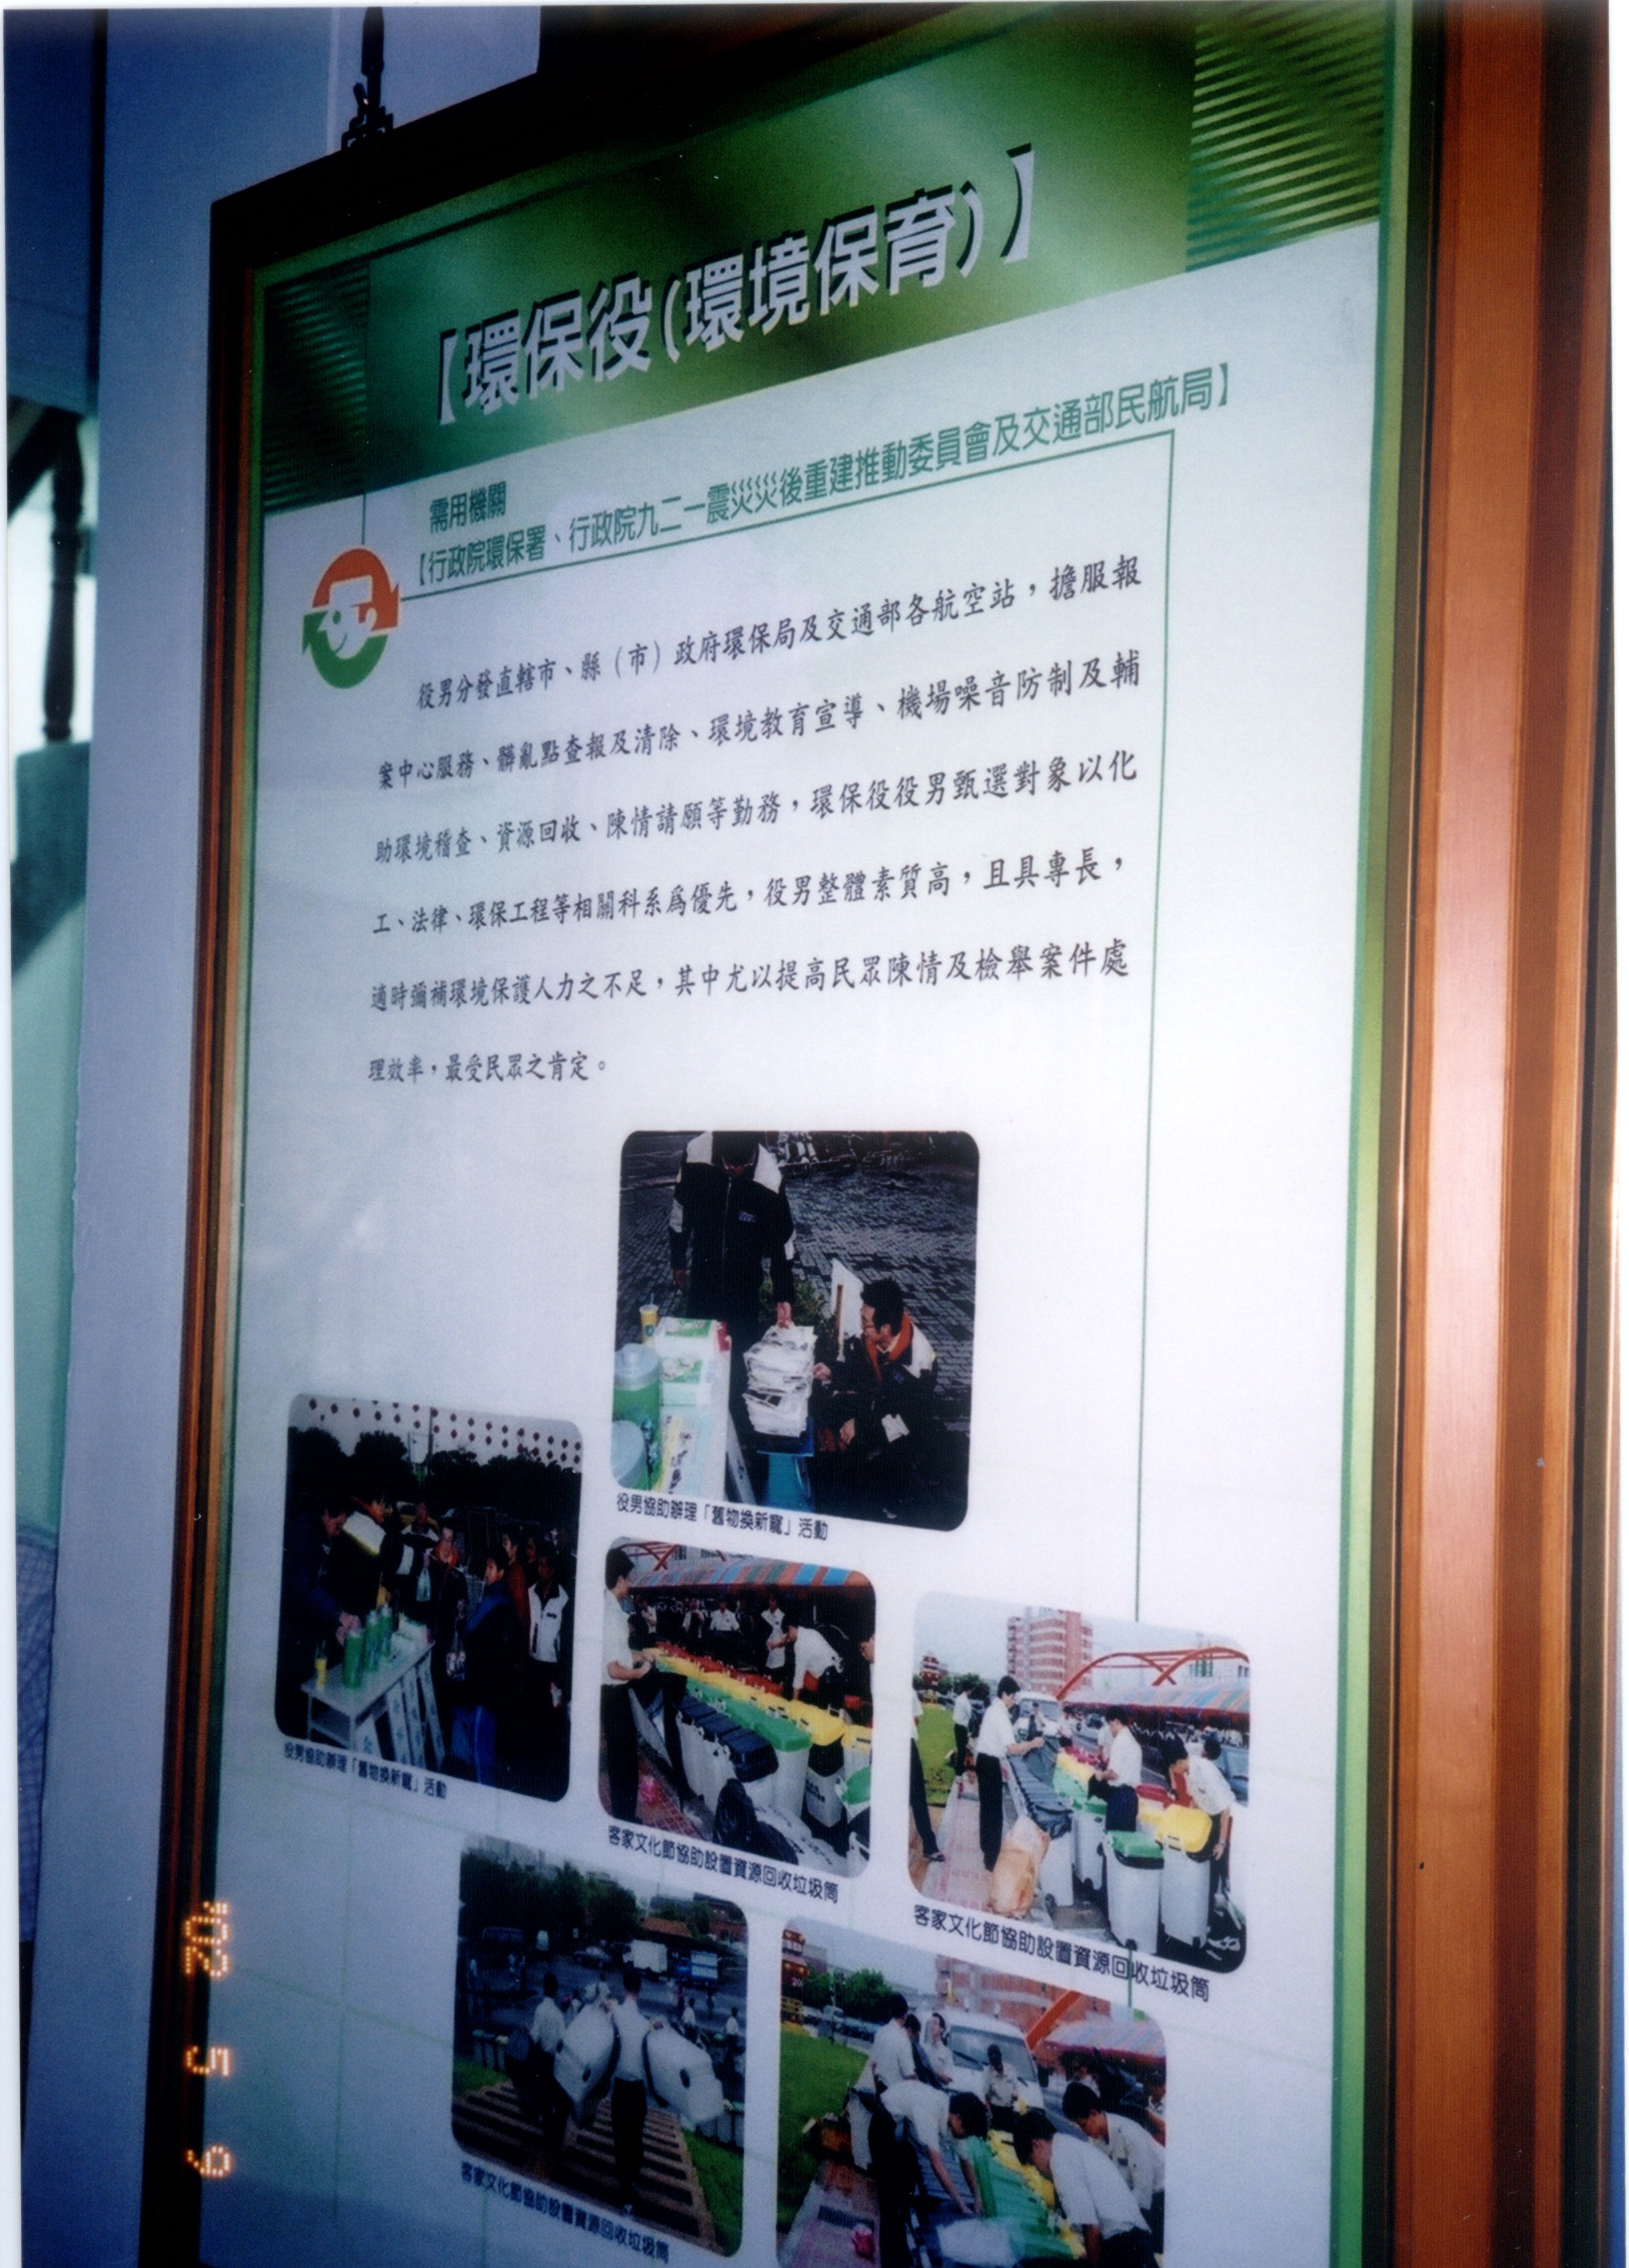 【環保役(環境保育)】
需用機關
【行政院環保署、行政院九二一震災災後重建推動委員會及交通部民航局】
役男分發直轄市、縣（市）政府環保局及交通部各航空站，擔服報
案中心服務、髒亂點查報及清除、環境教育宣導、機場噪音防制及輔
助環境稽查、資源回收、陳情請願等勤務，環保役役男甄選對象以化
工、法律、環保工程等相關科系為優先，役男整體素質高，且具專長，
適時彌補環境保護人力之不足，其中尤以提高民眾陳情及檢舉案件處
理效率，最受民眾之肯定。
役男協助辦理「舊物換新寵」活動
役男協助辦理「舊物換新寵」活動
客家文化節協助設置資源回收垃圾筒
客家文化節協助設置資源回收垃圾筒
客家文化節協助設置資源回收垃圾筒
'02 5 9